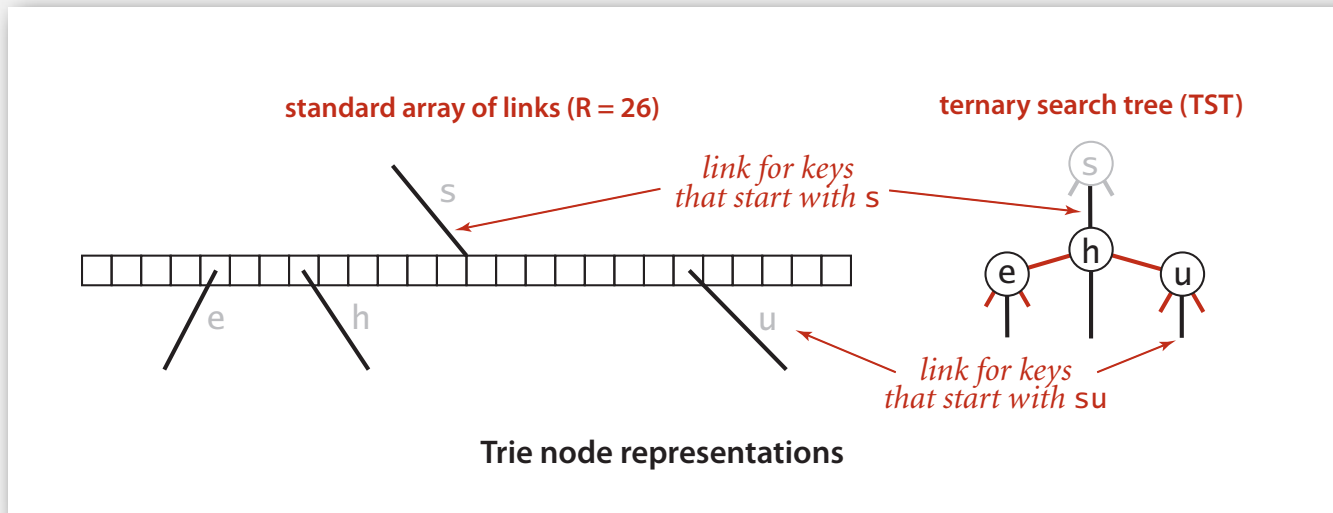 standard array of links (R = 26)
ternary search tree (TST)
link for keys
that start with s
s
s
h
e
u
e
h
u
link for keys
that start with su
Trie node representations